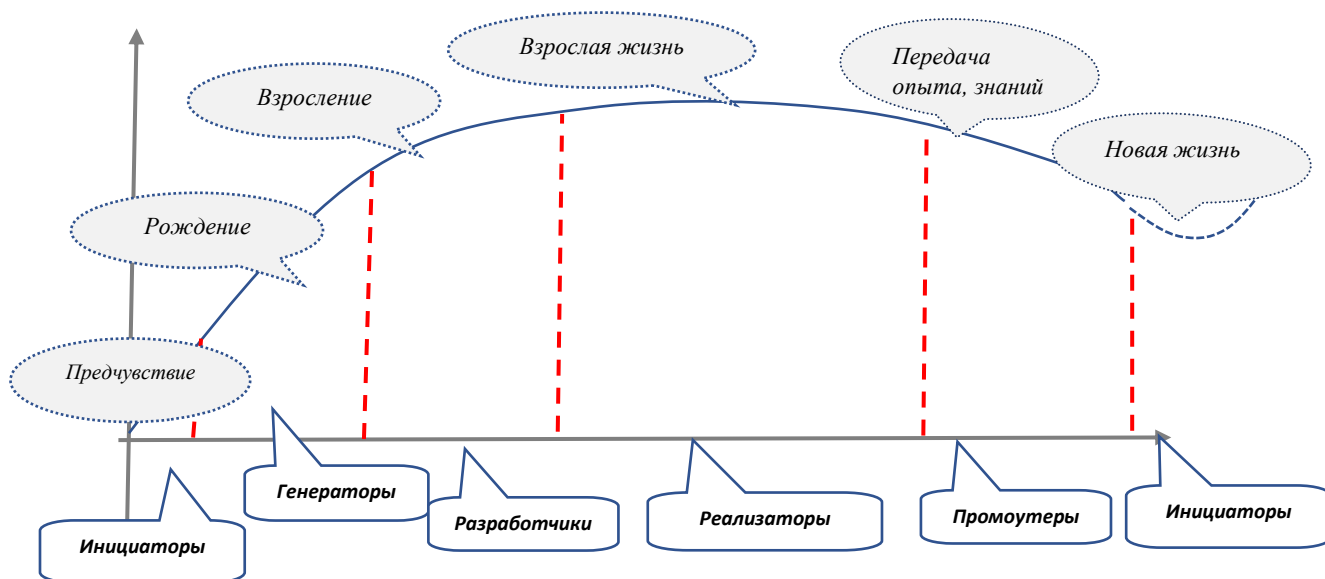 Взрослая жизнь
Передача
опыта, знаний
Взросление
Новая жизнь
Рождение
Предчувствие
Генераторы
Разработчики
Реализаторы
Промоутеры
Инициаторы
Инициаторы